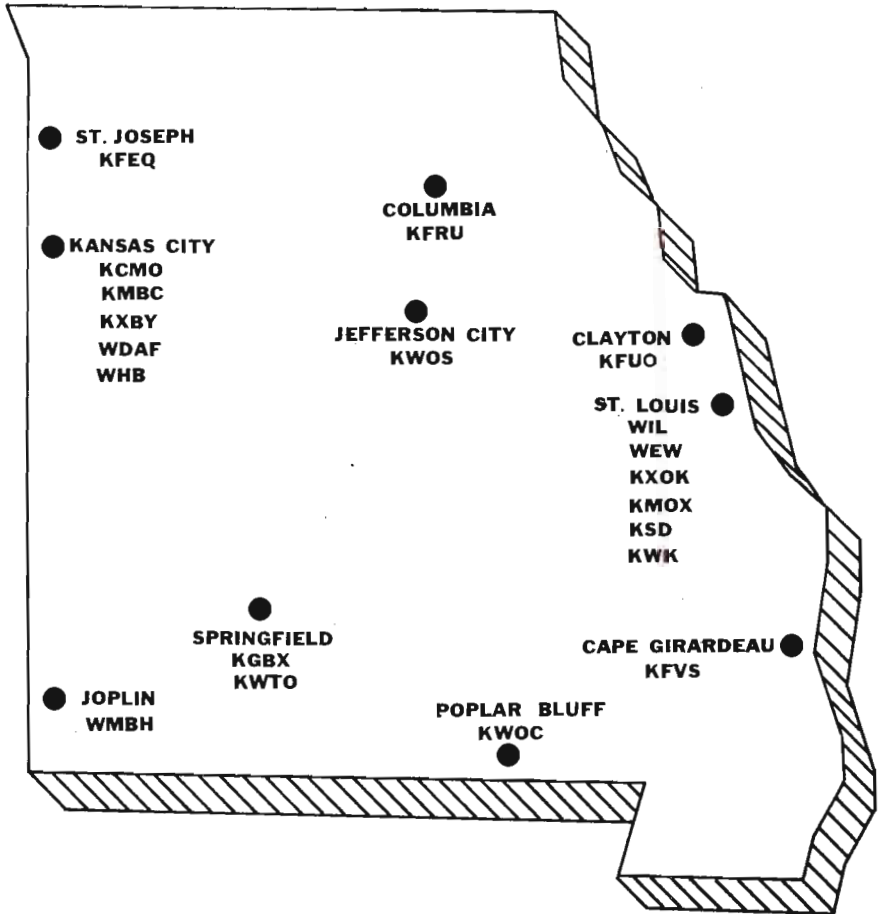 ST. JOSEPH
KFEQ
COLUMBIA
KFRU
KANSAS CITY
KCMO
KMBC
KXBY
WDAF
WHB
JEFFERSON CITY
KWOS
CLAYTON
KFUO
ST. LOUIS
WIL
WEW
KXOK
KMOX
KSD
KWK
SPRINGFIELD
KGBX
KWTO
CAPE GIRARDEAU
KFVS
JOPLIN
WMBH
POPLAR BLUFF
KWOC